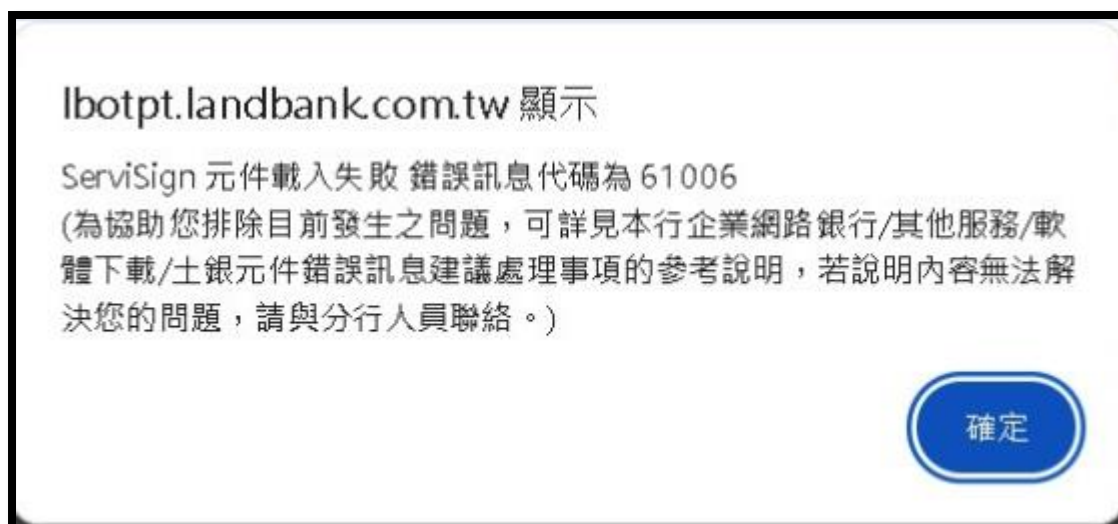 lbotpt.landbank.com.tw 顯示
ServiSign 元件載入失敗 錯誤訊息代碼為 61006
(為協助您排除目前發生之問題，可詳見本行企業網路銀行/其他服務/軟
體下載/土銀元件錯誤訊息建議處理事項的參考說明，若說明內容無法解
決您的問題，請與分行人員聯絡。)
確定